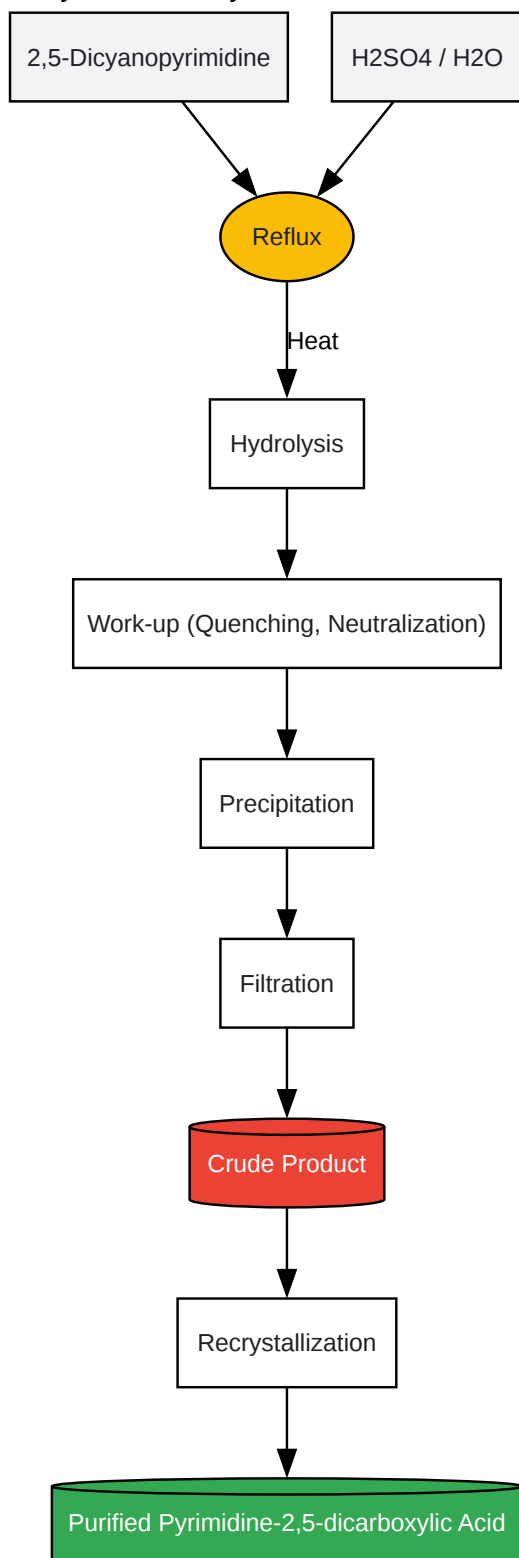 2,5-Dicyanopyrimidine
H2SO4 / H2O
Reflux
Heat
Hydrolysis
Work-up (Quenching, Neutralization)
Precipitation
Filtration
Crude Product
Recrystallization
Purified Pyrimidine-2,5-dicarboxylic Acid